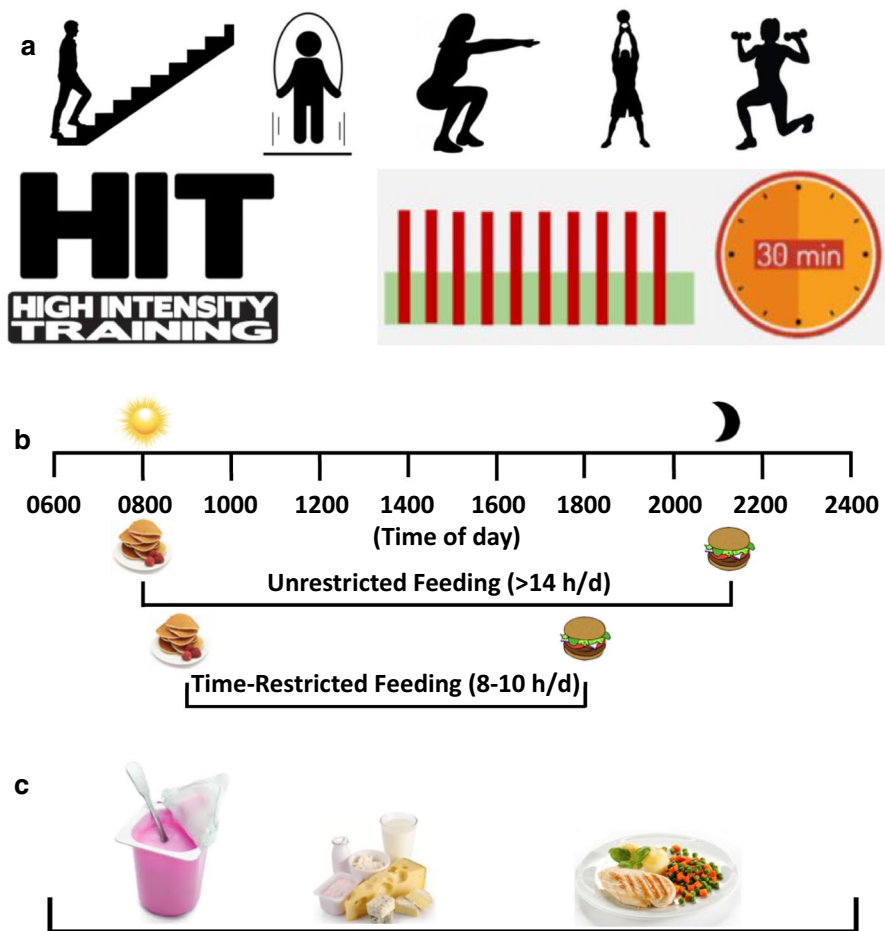 a
HIT
HIGH INTENSITY
TRAINING
30 min
b
0600 0800 1000 1200 1400 1600 1800 2000 2200 2400
(Time of day)
Unrestricted Feeding (>14 h/d)
Time-Restricted Feeding (8-10 h/d)
c